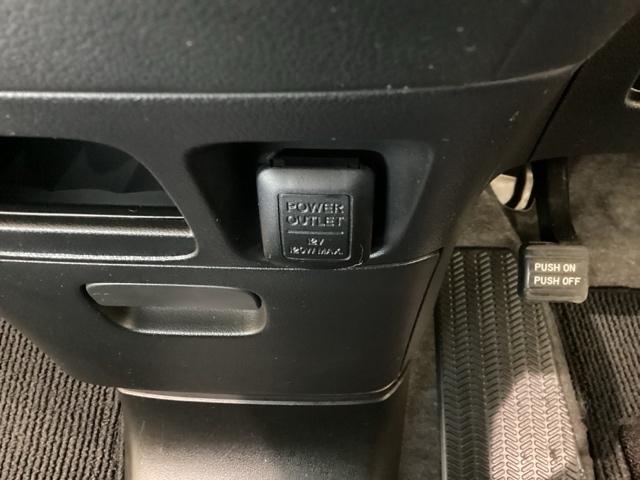 POWER
OUTLET
12V
120W MAX.
PUSH ON
PUSH OFF